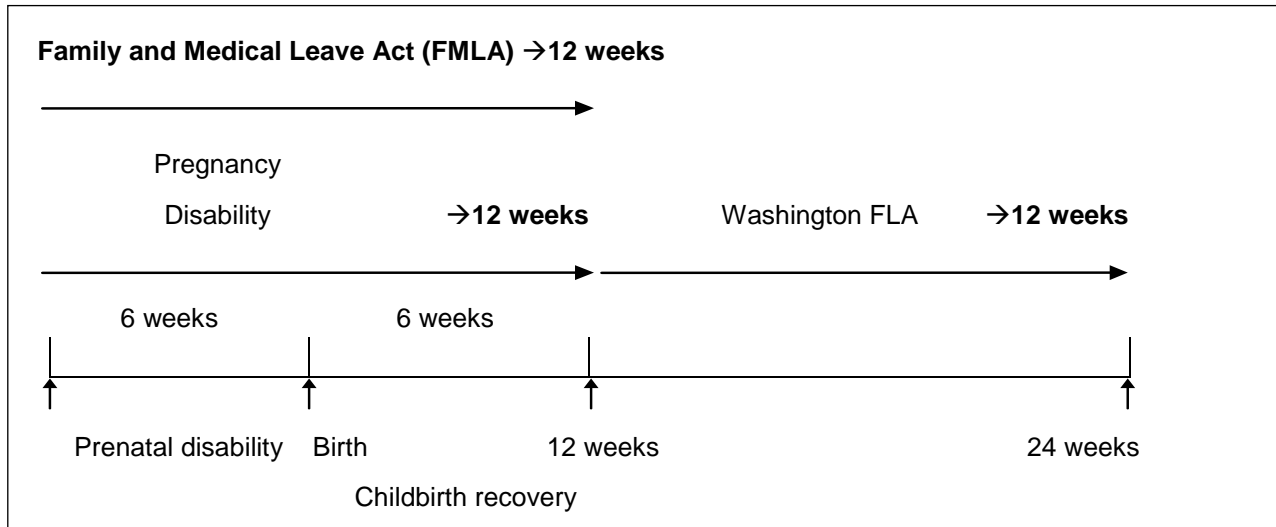 Family and Medical Leave Act (FMLA) →12 weeks
Pregnancy
Disability →12 weeks Washington FLA →12 weeks
6 weeks 6 weeks
Prenatal disability Birth 12 weeks 24 weeks
Childbirth recovery